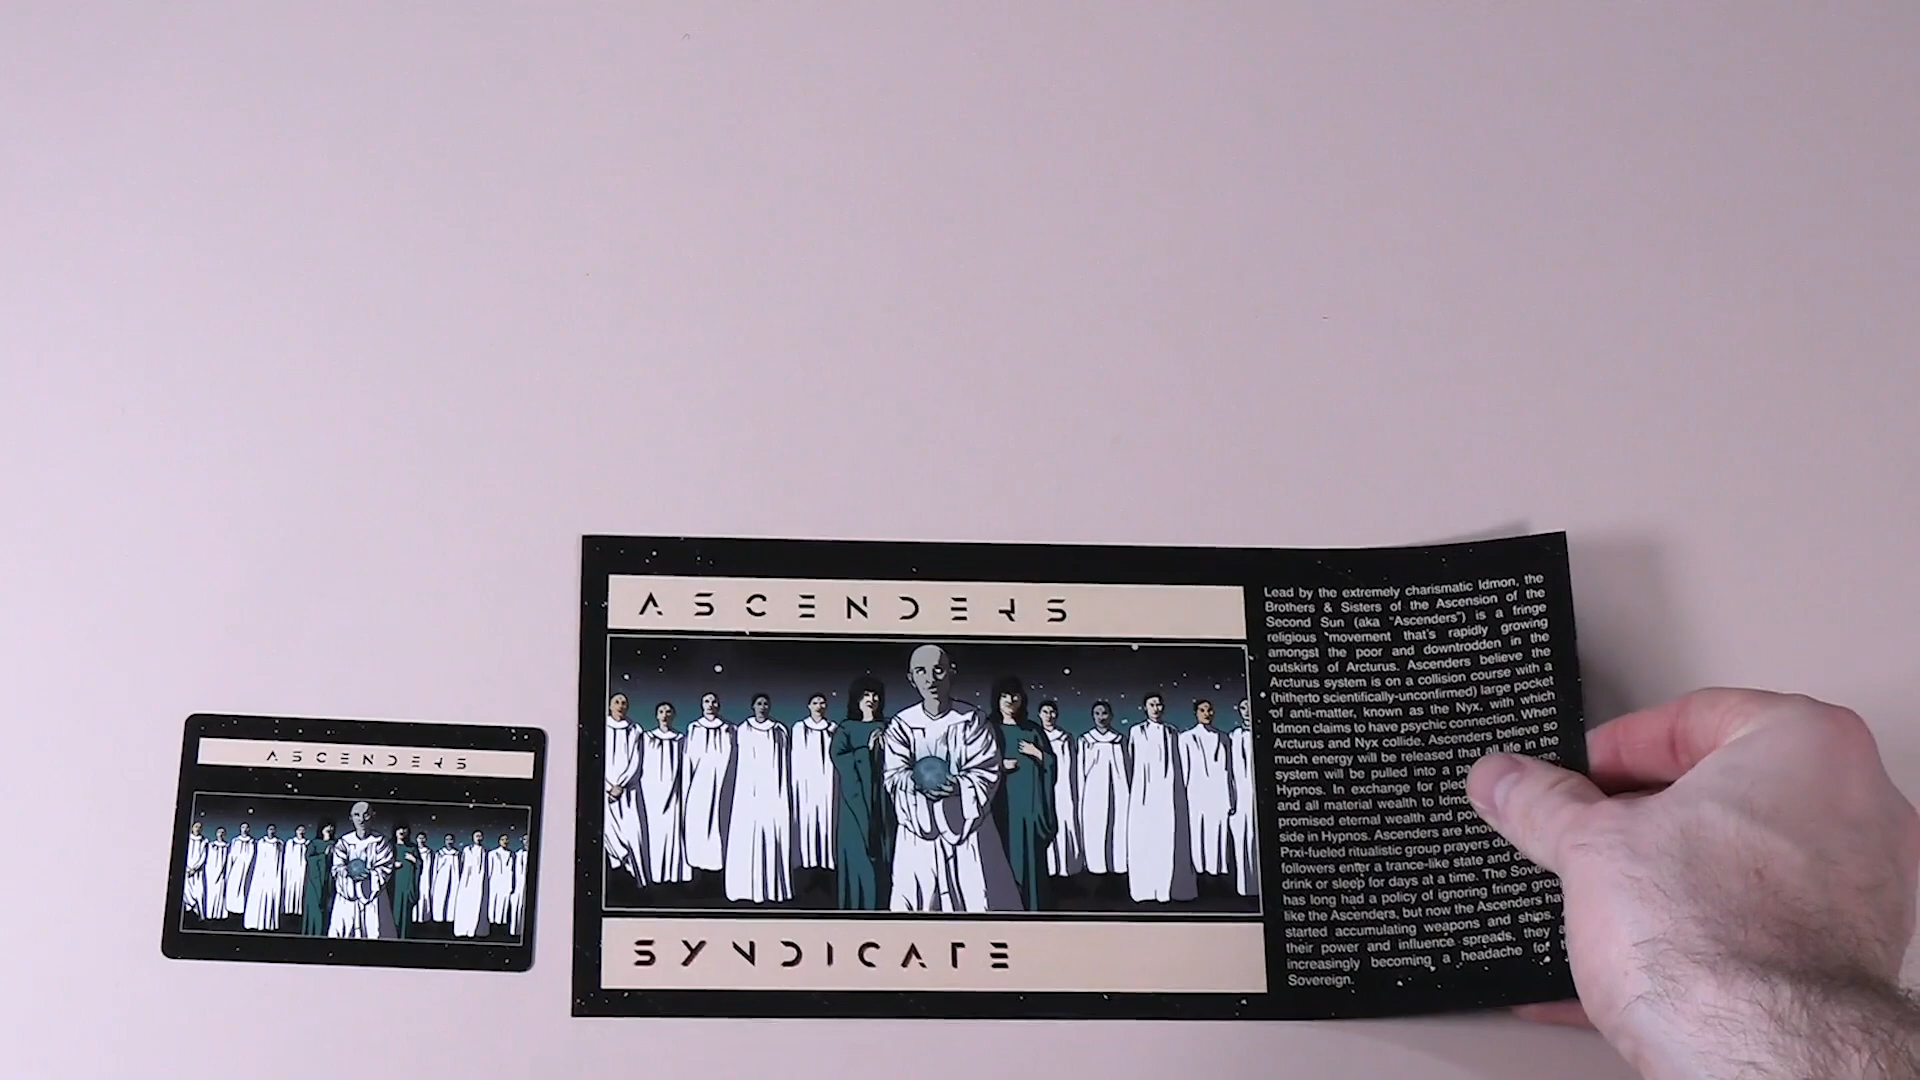 ASCENDERS
ASCENDERS
SYNDICATE
Lead by the extremely charismatic Idmon, the
Brothers & Sisters of the Ascension of the
Second Sun (aka "Ascenders") is a fringe
religious movement that's rapidly growing
amongst the poor and downtrodden in the
outskirts of Arcturus. Ascenders believe the
Arcturus system is on a collision course with a
(hitherto scientifically-unconfirmed) large pocket
of anti-matter, known as the Nyx, with which
Idmon claims to have psychic connection. When
Arcturus and Nyx collide, Ascenders believe so
much energy will be released that all life in the
system will be pulled into a
Hypnos. In exchange for
and all material wealth to
promised eternal wealth and
side in Hypnos. Ascenders are
Prxi-fueled ritualistic group prayers
followers enter a trance-like state and
drink or sleep for days at a time. The
has long had a policy of ignoring fringe
like the Ascenders, but now the Ascenders
started accumulating weapons and ships.
their power and influence spreads, they
increasingly becoming a headache for
Sovereign.